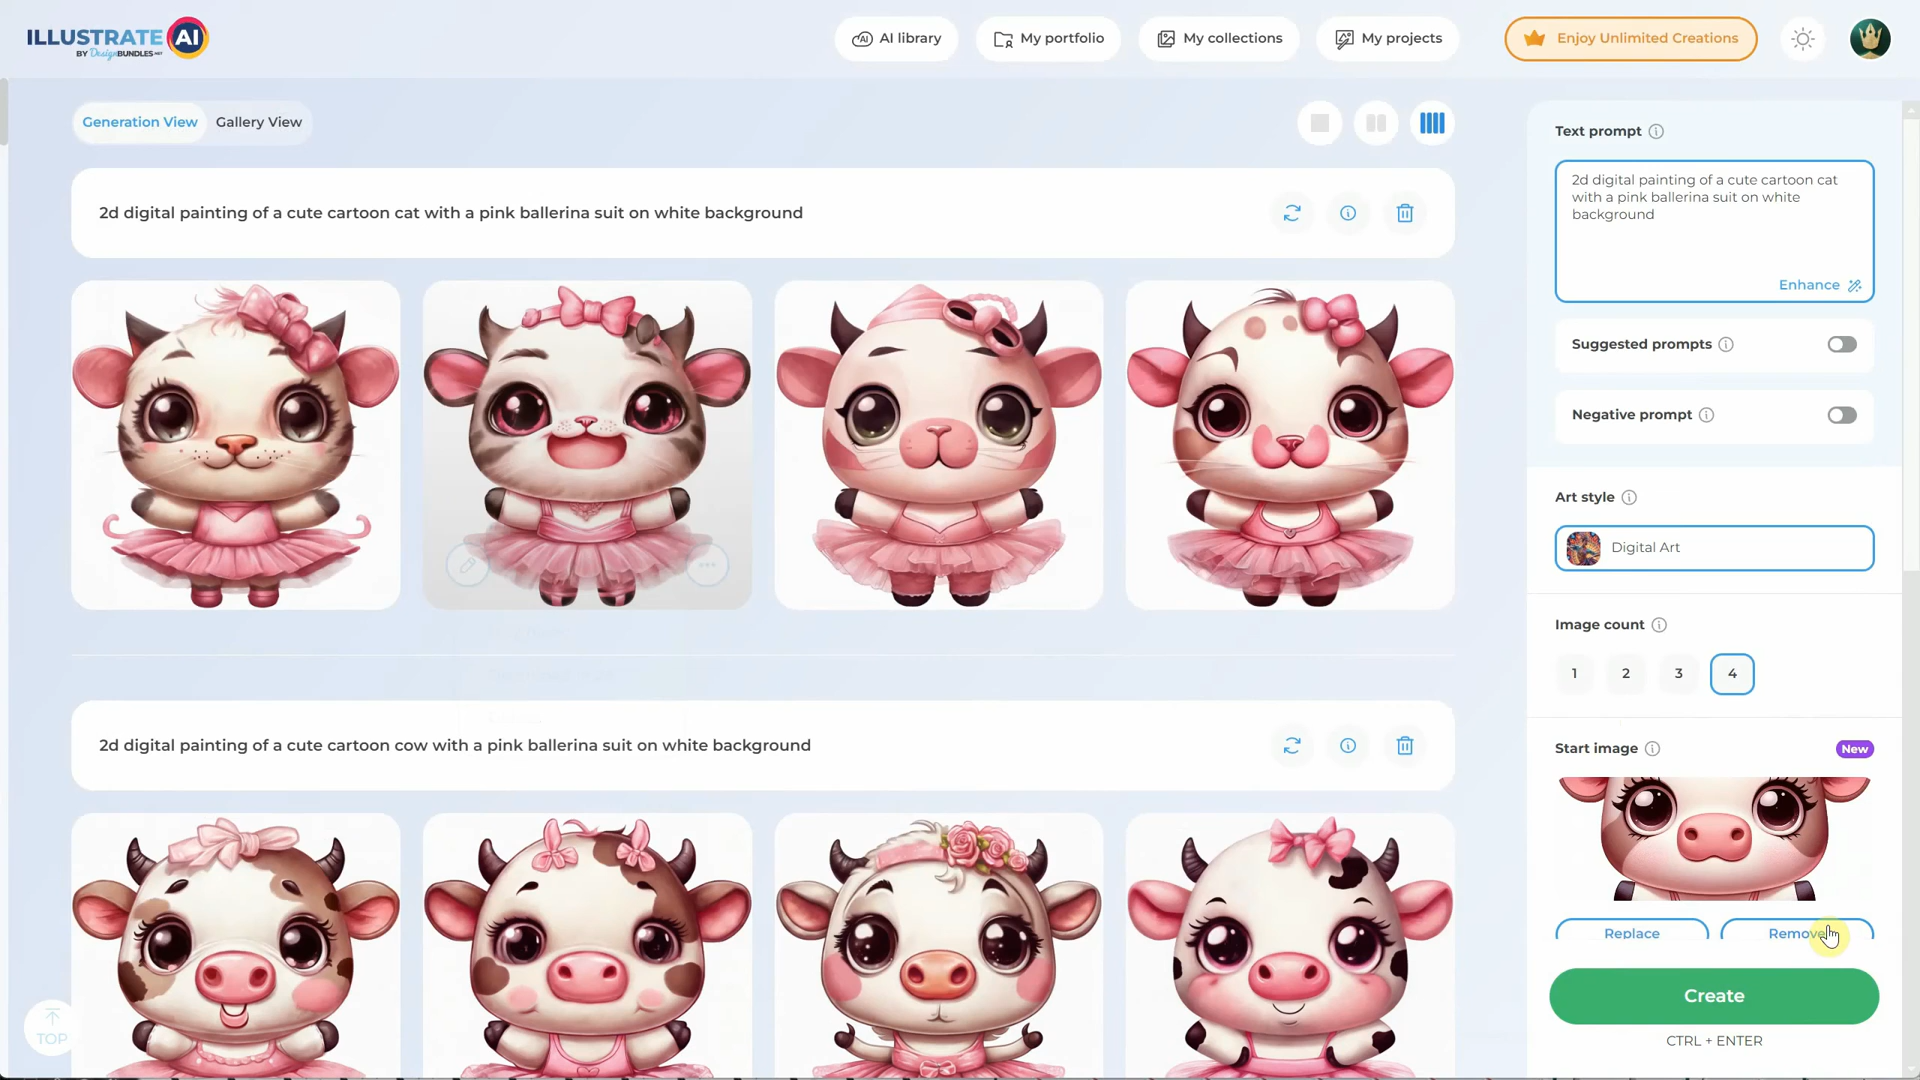 ILLUSTRATE AI
BY DesignBUNDLES.NET
AI library
My portfolio
My collections
My projects
Enjoy Unlimited Creations
Generation View
Gallery View
2d digital painting of a cute cartoon cat with a pink ballerina suit on white background
2d digital painting of a cute cartoon cow with a pink ballerina suit on white background
TOP
Text prompt
2d digital painting of a cute cartoon cat
with a pink ballerina suit on white
background
Enhance
Suggested prompts
Negative prompt
Art style
Digital Art
Image count
1
2
3
4
Start image
New
Replace
Remove
Create
CTRL + ENTER